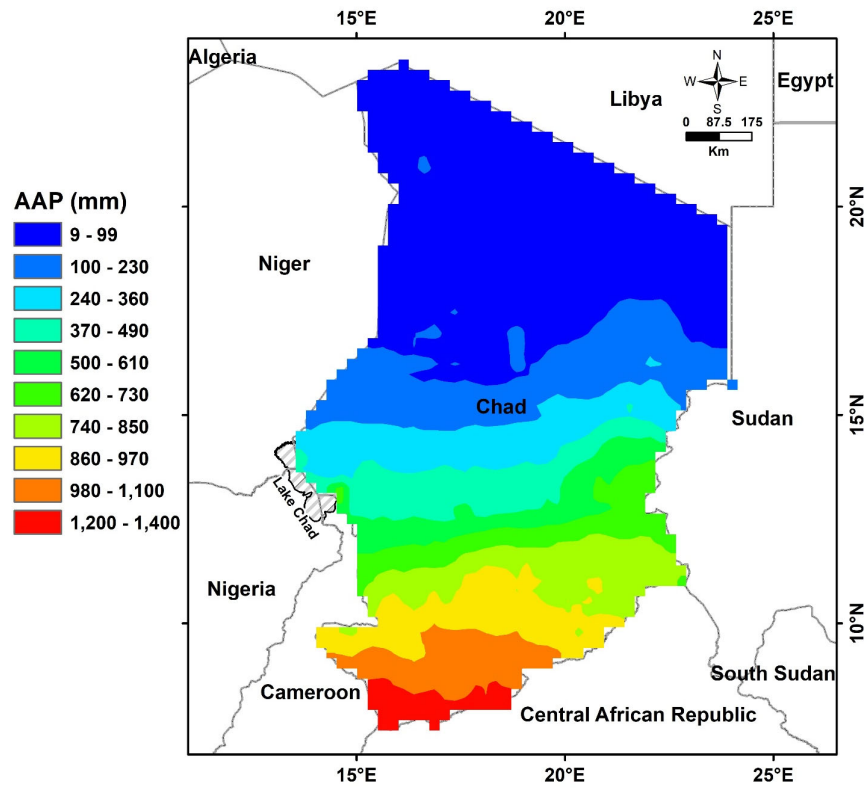 15°E 20°E 25°E
Algeria
Libya
Egypt
N
W E
S
0 87.5 175
Km
20°N
AAP (mm)
9 - 99
100 - 230
240 - 360
370 - 490
500 - 610
620 - 730
740 - 850
860 - 970
980 - 1,100
1,200 - 1,400
Niger
Chad
Sudan
15°N
Lake Chad
Nigeria
10°N
Cameroon
South Sudan
Central African Republic
15°E 20°E 25°E